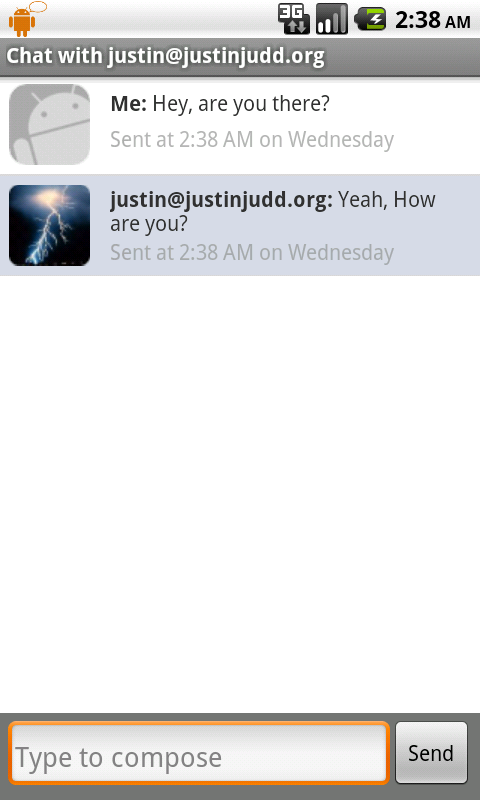 3G 2:38 AM
Chat with justin@justinjudd.org
Me: Hey, are you there?
Sent at 2:38 AM on Wednesday
justin@justinjudd.org: Yeah, How
are you?
Sent at 2:38 AM on Wednesday
Type to compose
Send